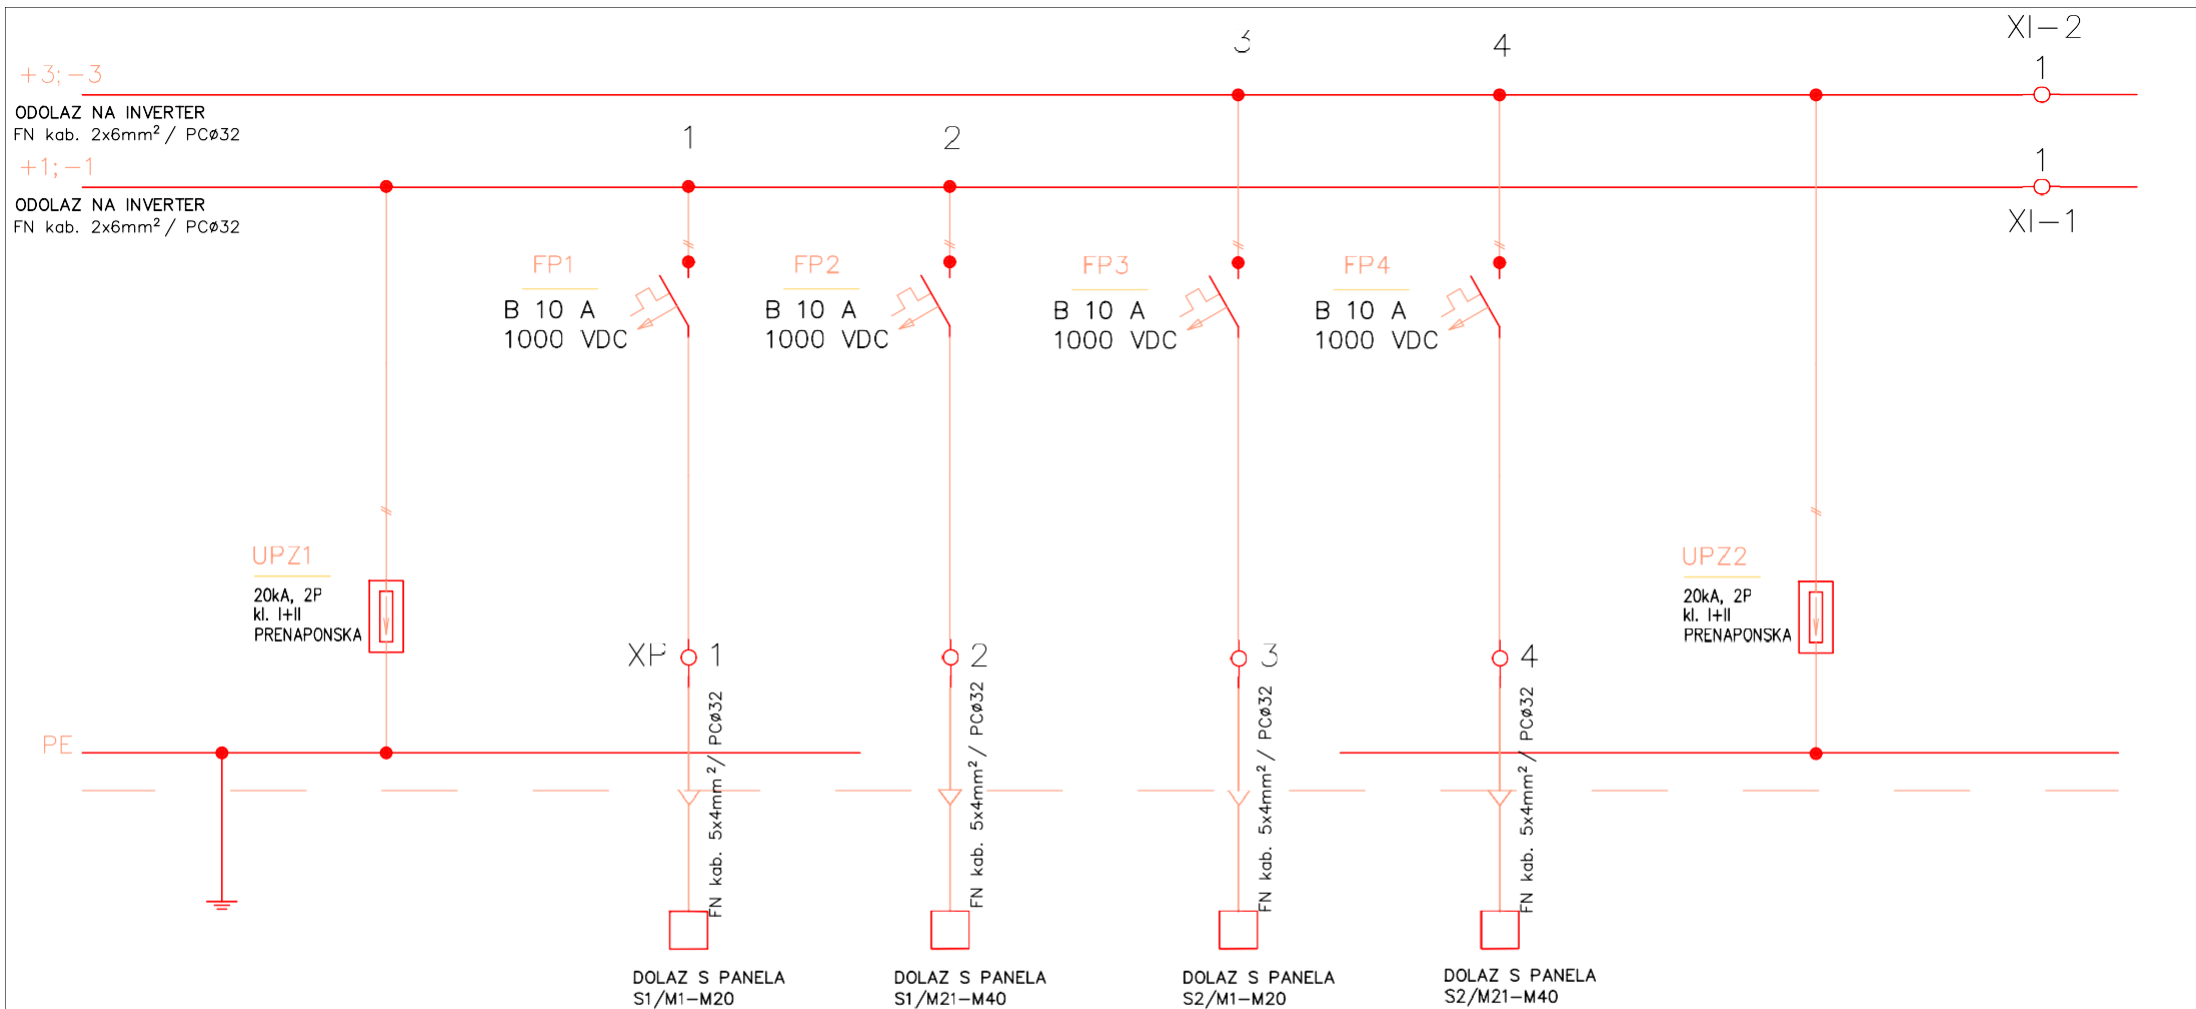 XI-2
3
4
1
+3;-3
ODOLAZ NA INVERTER
FN kab. 2x6mm² / PCø32
1
2
1
+1;-1
ODOLAZ NA INVERTER
FN kab. 2x6mm² / PCø32
XI-1
FP1
B 10 A
1000 VDC
FP2
B 10 A
1000 VDC
FP3
B 10 A
1000 VDC
FP4
B 10 A
1000 VDC
UPZ1
20kA, 2P
kl. I+II
PRENAPONSKA
UPZ2
20kA, 2P
kl. I+II
PRENAPONSKA
XP 1
2
3
4
FN kab. 5x4mm² / PCø32
FN kab. 5x4mm² / PCø32
FN kab. 5x4mm² / PCø32
FN kab. 5x4mm² / PCø32
PE
DOLAZ S PANELA
S1/M1-M20
DOLAZ S PANELA
S1/M21-M40
DOLAZ S PANELA
S2/M1-M20
DOLAZ S PANELA
S2/M21-M40